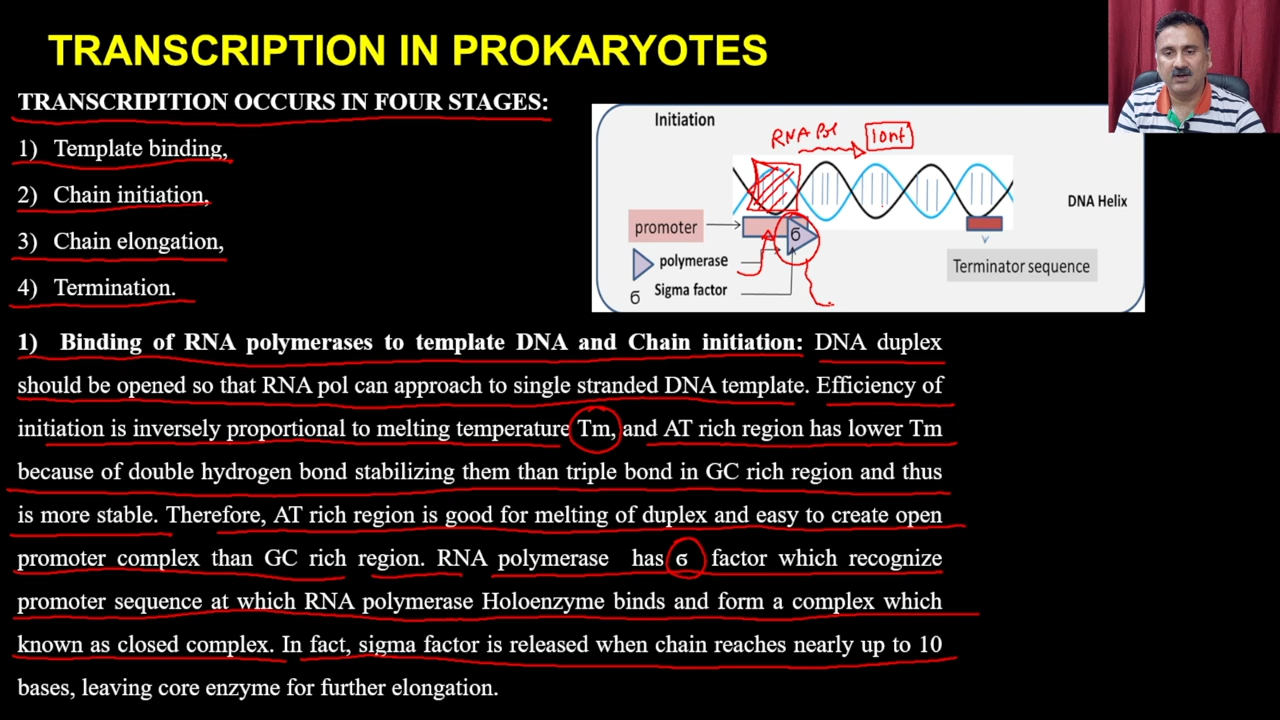 TRANSCRIPTION IN PROKARYOTES
TRANSCRIPITION OCCURS IN FOUR STAGES:
1) Template binding,
2) Chain initiation,
3) Chain elongation,
4) Termination.
Initiation
RNA Pol
10nt
DNA Helix
promoter
б
polymerase
Terminator sequence
б Sigma factor
1) Binding of RNA polymerases to template DNA and Chain initiation: DNA duplex
should be opened so that RNA pol can approach to single stranded DNA template. Efficiency of
initiation is inversely proportional to melting temperature Tm, and AT rich region has lower Tm
because of double hydrogen bond stabilizing them than triple bond in GC rich region and thus
is more stable. Therefore, AT rich region is good for melting of duplex and easy to create open
promoter complex than GC rich region. RNA polymerase has ϭ factor which recognize
promoter sequence at which RNA polymerase Holoenzyme binds and form a complex which
known as closed complex. In fact, sigma factor is released when chain reaches nearly up to 10
bases, leaving core enzyme for further elongation.